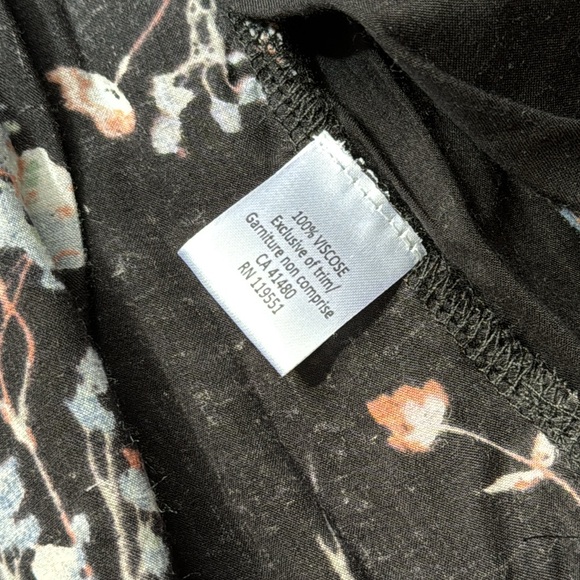 100% VISCOSE
Exclusive of trim/
Garniture non comprise
CA 41480
RN 119551